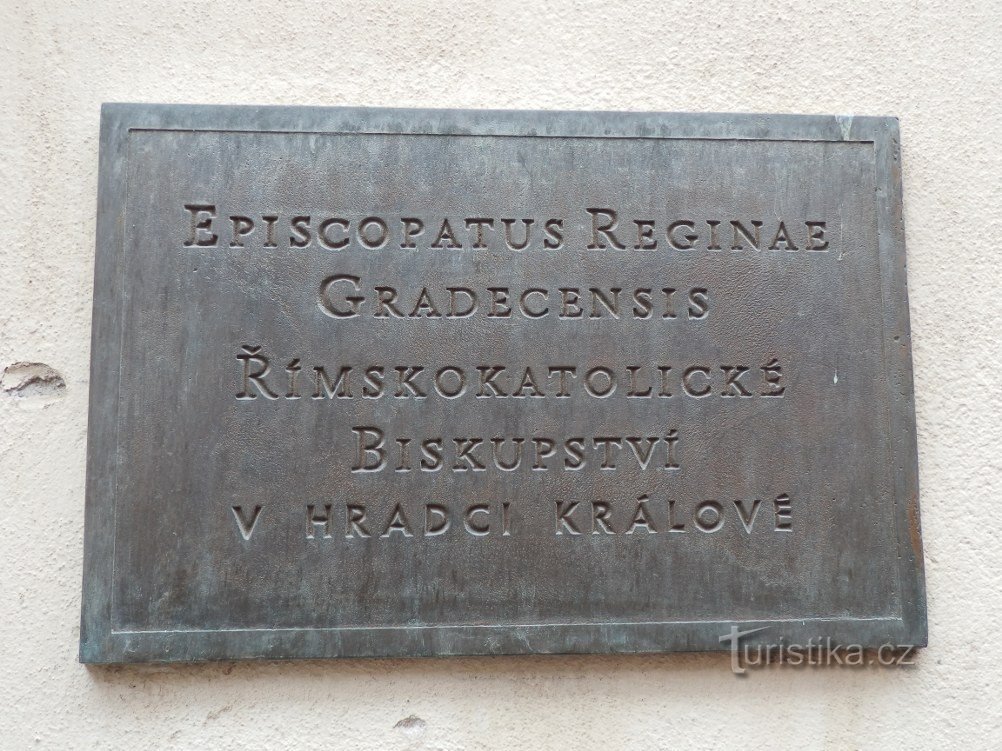 EPISCOPATUS REGINAE
GRADECENSIS
ŘÍMSKOKATOLICKÉ
BISKUPSTVÍ
V HRADCI KRÁLOVÉ
Turistika.cz